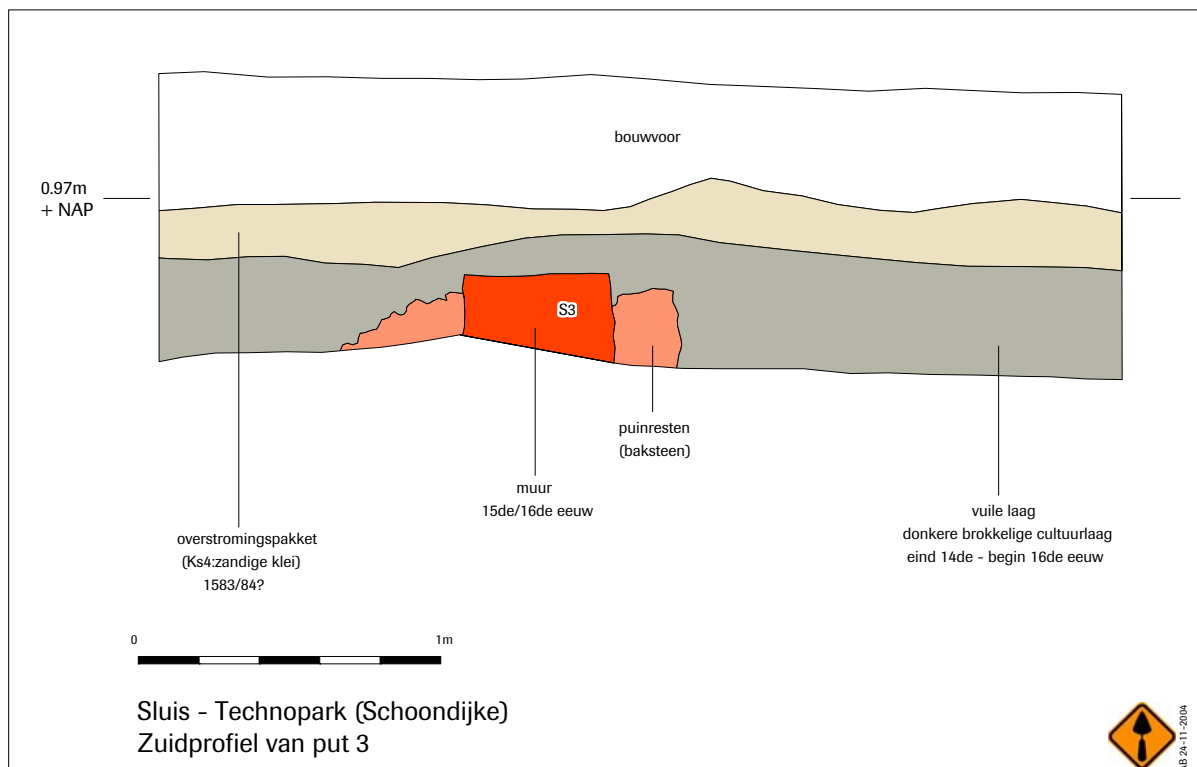 bouwvoor
0.97m
+ NAP
S3
puinresten
(baksteen)
muur
15de/16de eeuw
vuile laag
donkere brokkelige cultuurlaag
eind 14de - begin 16de eeuw
overstromingspakket
(Ks4:zandige klei)
1583/84?
0 1m
Sluis - Technopark (Schoondijke)
Zuidprofiel van put 3
AB 24-11-2004